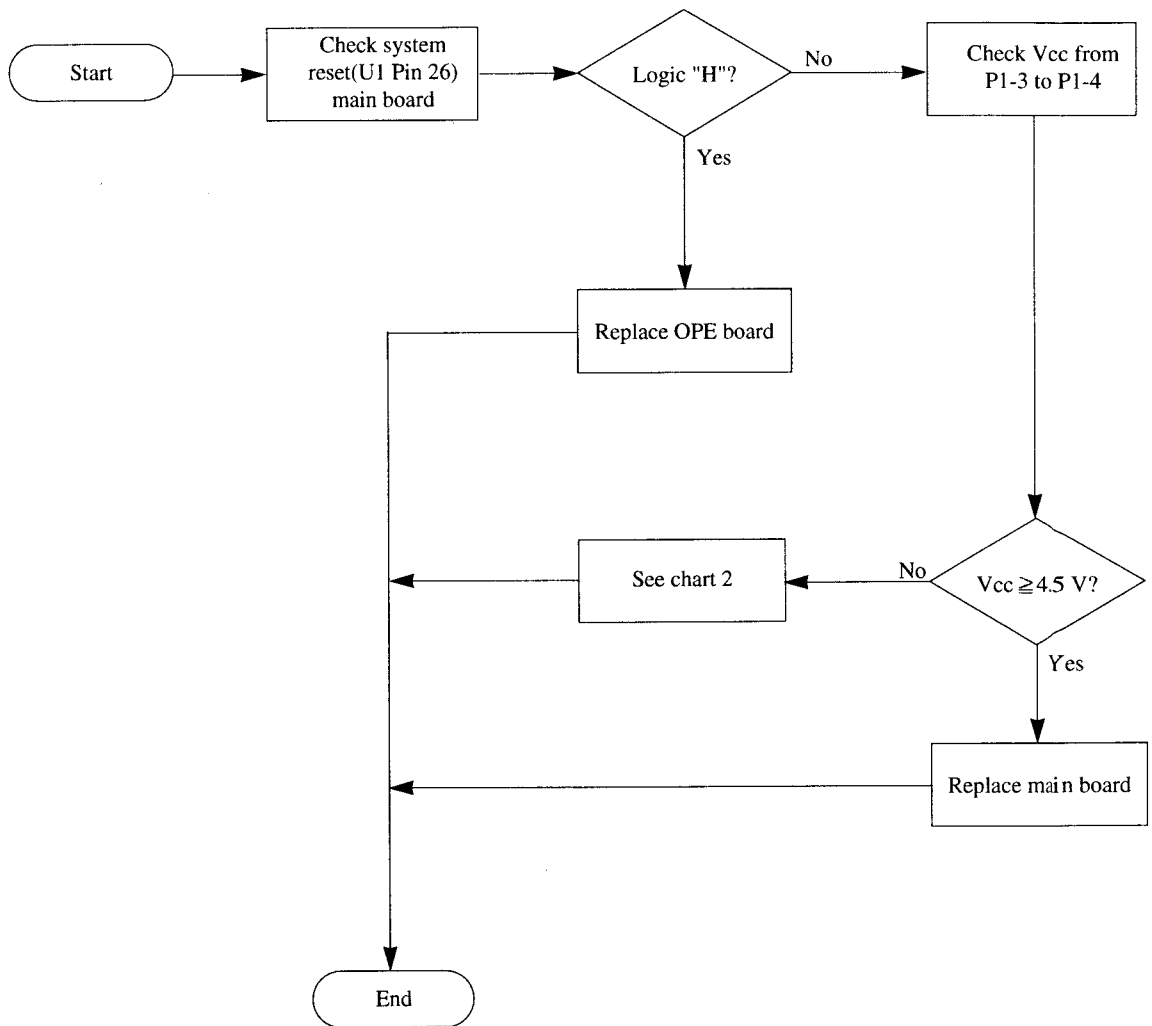 Start
Check system
reset(U1 Pin 26)
main board
Logic "H"?
No
Check Vcc from
P1-3 to P1-4
Yes
Replace OPE board
See chart 2
No
Vcc ≧ 4.5 V?
Yes
Replace main board
End